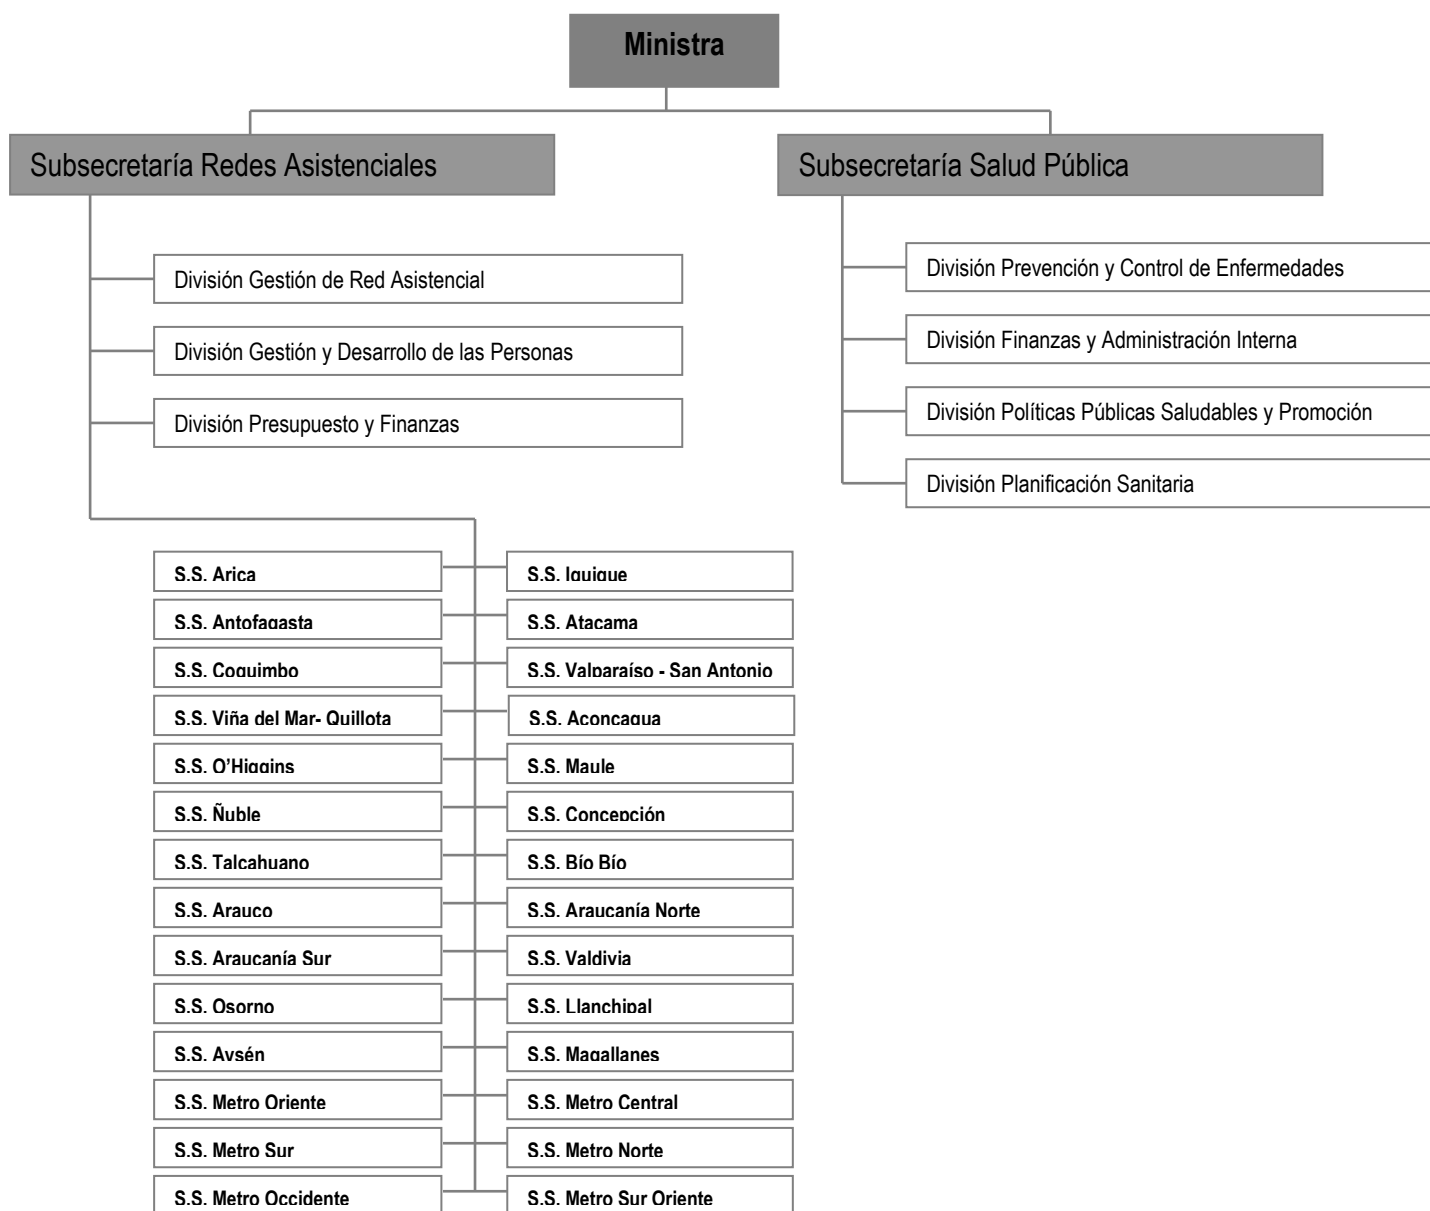 Ministra
Subsecretaría Redes Asistenciales
Subsecretaría Salud Pública
División Gestión de Red Asistencial
División Gestión y Desarrollo de las Personas
División Presupuesto y Finanzas
División Prevención y Control de Enfermedades
División Finanzas y Administración Interna
División Políticas Públicas Saludables y Promoción
División Planificación Sanitaria
S.S. Arica
S.S. Iquique
S.S. Antofagasta
S.S. Atacama
S.S. Coquimbo
S.S. Valparaíso - San Antonio
S.S. Viña del Mar- Quillota
S.S. Aconcagua
S.S. O’Higgins
S.S. Maule
S.S. Ñuble
S.S. Concepción
S.S. Talcahuano
S.S. Bío Bío
S.S. Arauco
S.S. Araucanía Norte
S.S. Araucanía Sur
S.S. Valdivia
S.S. Osorno
S.S. Llanchipal
S.S. Aysén
S.S. Magallanes
S.S. Metro Oriente
S.S. Metro Central
S.S. Metro Sur
S.S. Metro Norte
S.S. Metro Occidente
S.S. Metro Sur Oriente